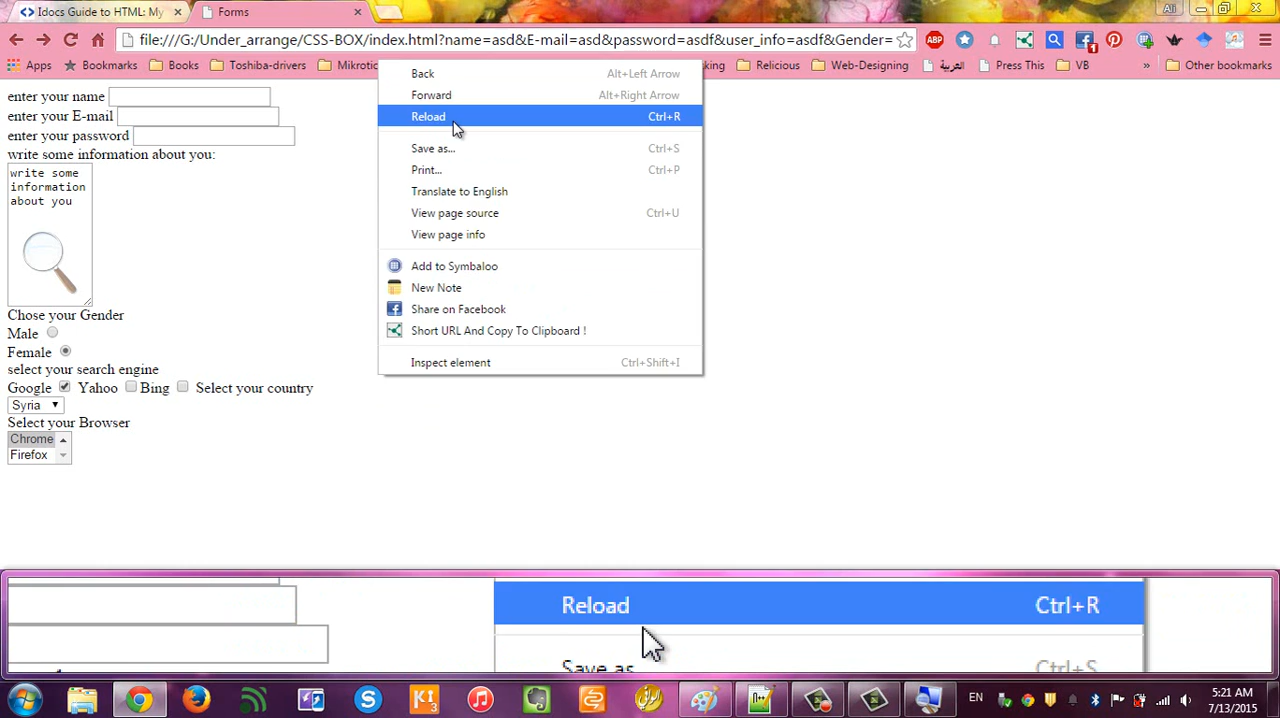 Idocs Guide to HTML: My
Forms
Ali
file:///G:/Under_arrange/CSS-BOX/index.html?name=asd&E-mail=asd&password=asdf&user_info=asdf&Gender=
ABP
1
Apps
Bookmarks
Books
Toshiba-drivers
Mikrotic
king
Relicious
Web-Designing
العربية
Press This
VB
»
Other bookmarks
enter your name
enter your E-mail
enter your password
write some information about you:
write some
information
about you
Chose your Gender
Male
Female
select your search engine
Google Yahoo Bing Select your country
Syria
Select your Browser
Chrome
Firefox
Back Alt+Left Arrow
Forward Alt+Right Arrow
Reload Ctrl+R
Save as... Ctrl+S
Print... Ctrl+P
Translate to English
View page source Ctrl+U
View page info
Add to Symbaloo
New Note
Share on Facebook
Short URL And Copy To Clipboard !
Inspect element Ctrl+Shift+I
Reload Ctrl+R
Save as Ctrl+S
EN
5:21 AM
7/13/2015